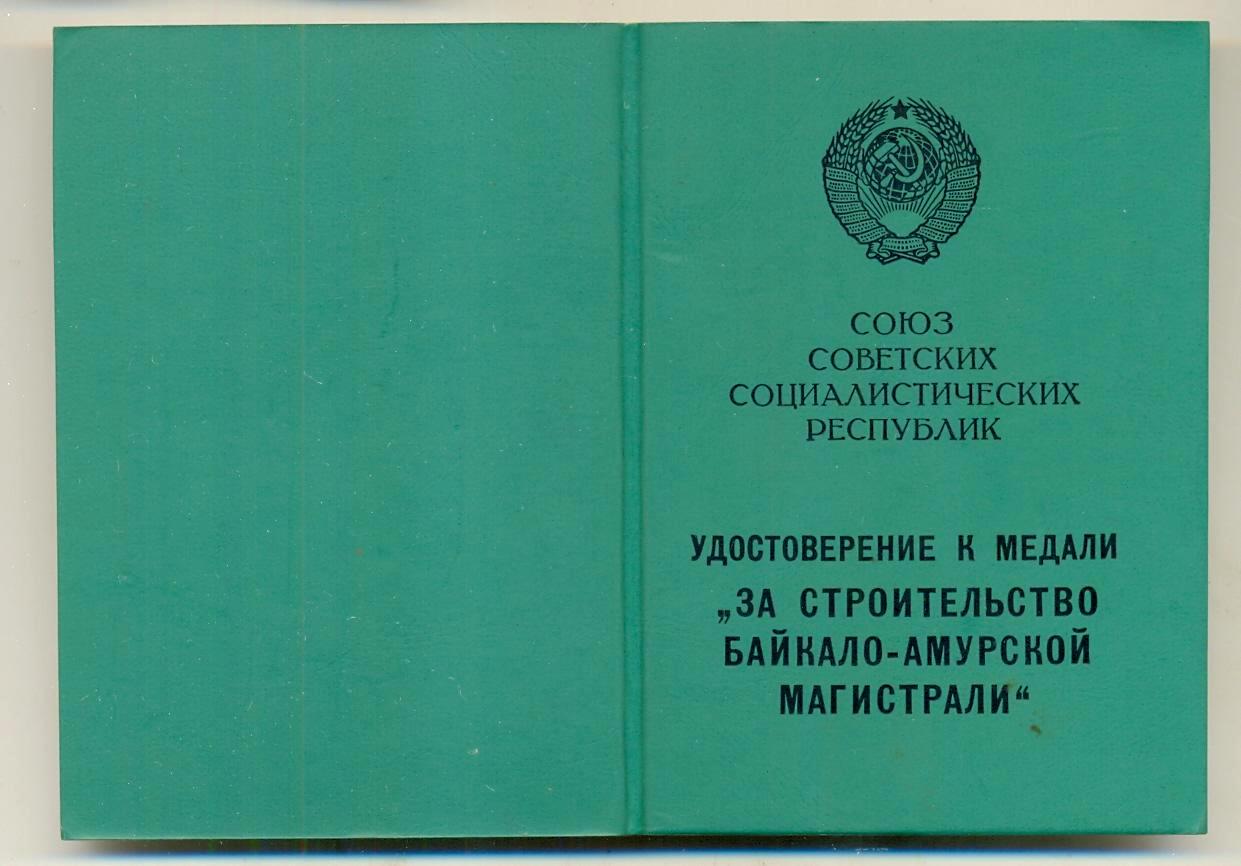 СОЮЗ
СОВЕТСКИХ
СОЦИАЛИСТИЧЕСКИХ
РЕСПУБЛИК
УДОСТОВЕРЕНИЕ К МЕДАЛИ
„ЗА СТРОИТЕЛЬСТВО
БАЙКАЛО-АМУРСКОЙ
МАГИСТРАЛИ“